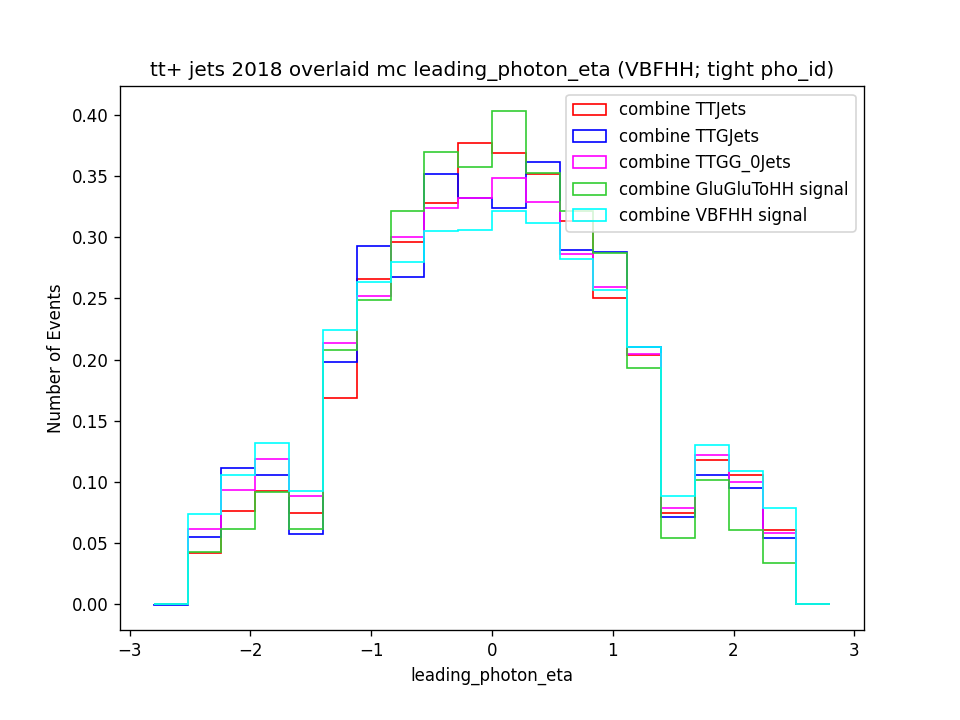 tt+ jets 2018 overlaid mc leading_photon_eta (VBFHH; tight pho_id)
combine TTJets
combine TTGJets
combine TTGG_0Jets
combine GluGluToHH signal
combine VBFHH signal
Number of Events
0.40
0.35
0.30
0.25
0.20
0.15
0.10
0.05
0.00
−3 −2 −1 0 1 2 3
leading_photon_eta